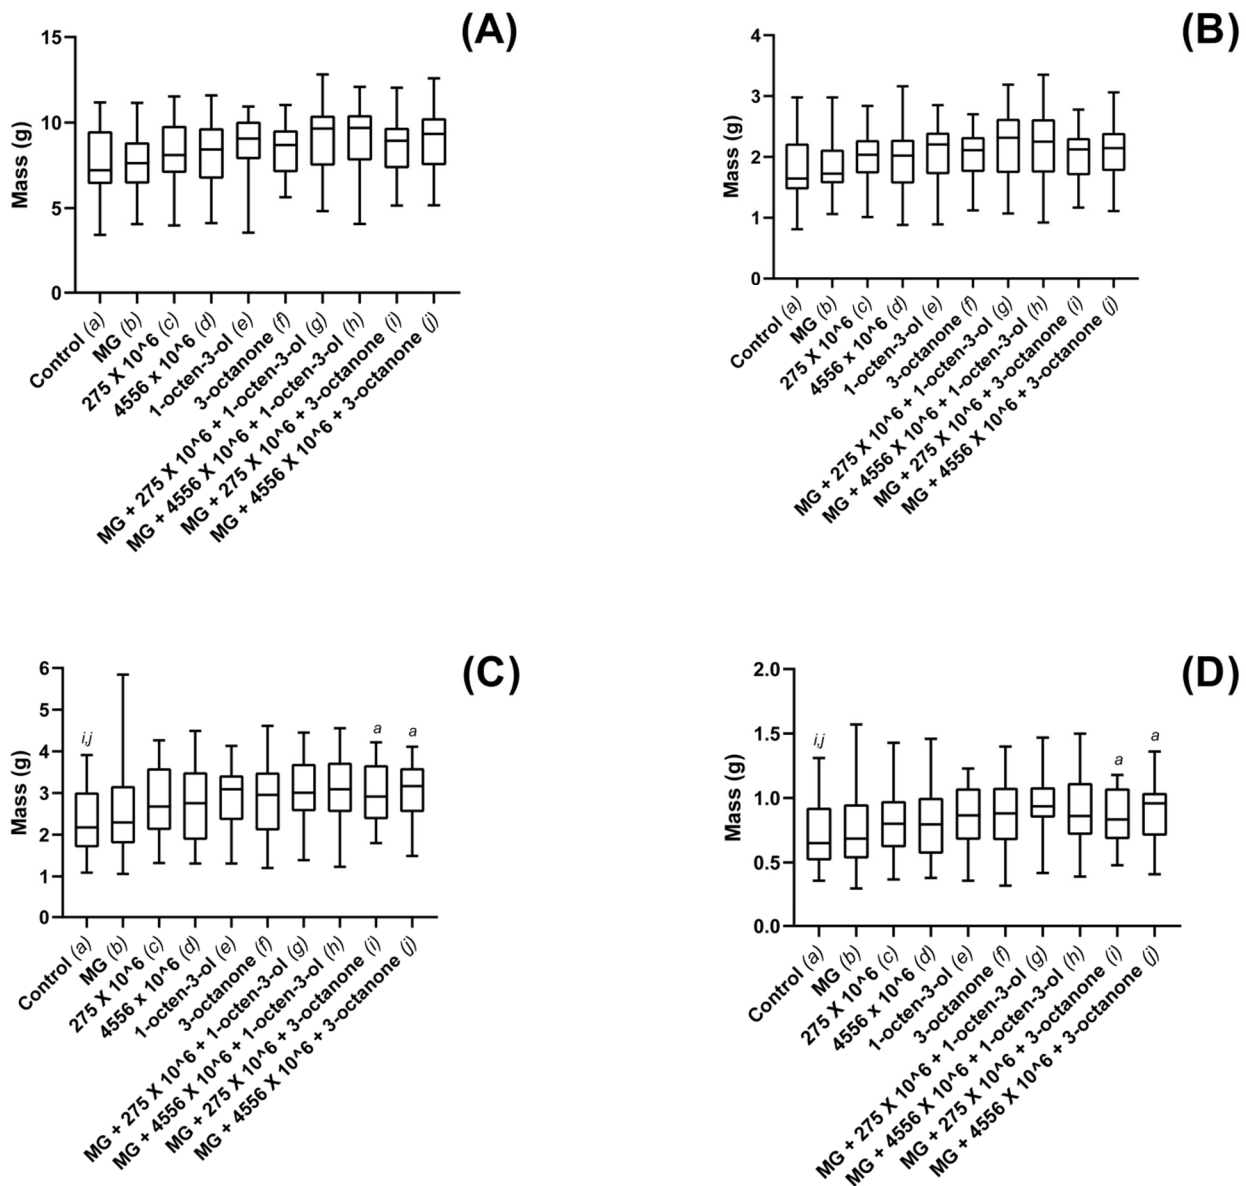 (A)
Mass (g)
15
10
5
0
Control (a)
MG (b)
275 X 10^6 (c)
4556 x 10^6 (d)
1-octen-3-ol (e)
3-octanone (f)
MG + 275 X 10^6 + 1-octen-3-ol (g)
MG + 4556 X 10^6 + 1-octen-3-ol (h)
MG + 275 X 10^6 + 3-octanone (i)
MG + 4556 X 10^6 + 3-octanone (j)
(B)
Mass (g)
4
3
2
1
0
Control (a)
MG (b)
275 X 10^6 (c)
4556 x 10^6 (d)
1-octen-3-ol (e)
3-octanone (f)
MG + 275 X 10^6 + 1-octen-3-ol (g)
MG + 4556 X 10^6 + 1-octen-3-ol (h)
MG + 275 X 10^6 + 3-octanone (i)
MG + 4556 X 10^6 + 3-octanone (j)
(C)
Mass (g)
6
5
4
3
2
1
0
i,j
a
a
Control (a)
MG (b)
275 X 10^6 (c)
4556 x 10^6 (d)
1-octen-3-ol (e)
3-octanone (f)
MG + 275 X 10^6 + 1-octen-3-ol (g)
MG + 4556 X 10^6 + 1-octen-3-ol (h)
MG + 275 X 10^6 + 3-octanone (i)
MG + 4556 X 10^6 + 3-octanone (j)
(D)
Mass (g)
2.0
1.5
1.0
0.5
0.0
i,j
a
a
Control (a)
MG (b)
275 X 10^6 (c)
4556 x 10^6 (d)
1-octen-3-ol (e)
3-octanone (f)
MG + 275 X 10^6 + 1-octen-3-ol (g)
MG + 4556 X 10^6 + 1-octen-3-ol (h)
MG + 275 X 10^6 + 3-octanone (i)
MG + 4556 X 10^6 + 3-octanone (j)